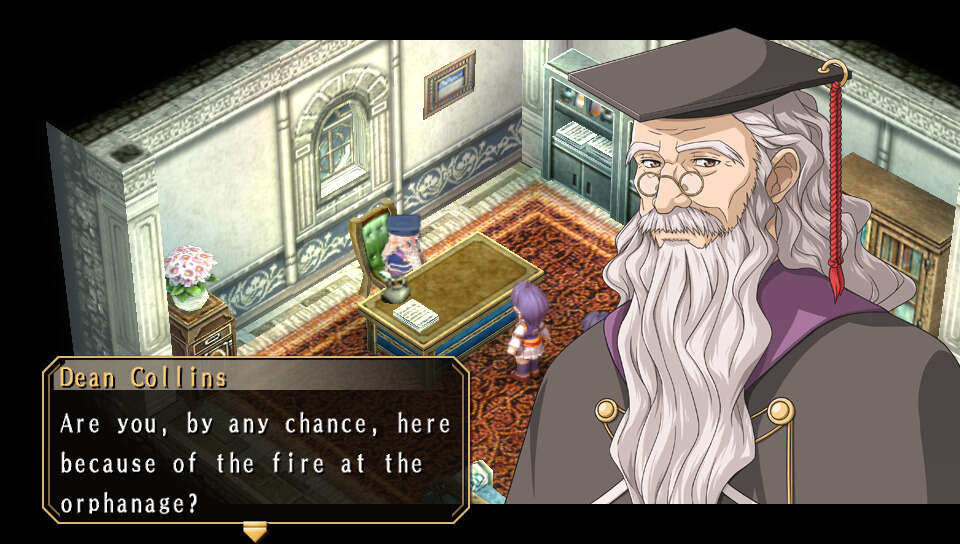 Dean Collins
Are you, by any chance, here
because of the fire at the
orphanage?